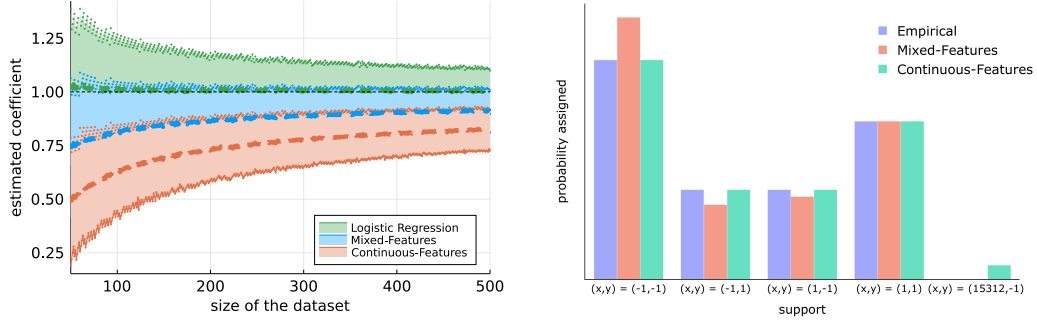 estimated coefficient
1.25
1.00
0.75
0.50
0.25
Logistic Regression
Mixed-Features
Continuous-Features
100
200
300
400
500
size of the dataset
probability assigned
Empirical
Mixed-Features
Continuous-Features
(x,y) = (-1,-1)
(x,y) = (-1,1)
(x,y) = (1,-1)
(x,y) = (1,1)
(x,y) = (15312,-1)
support